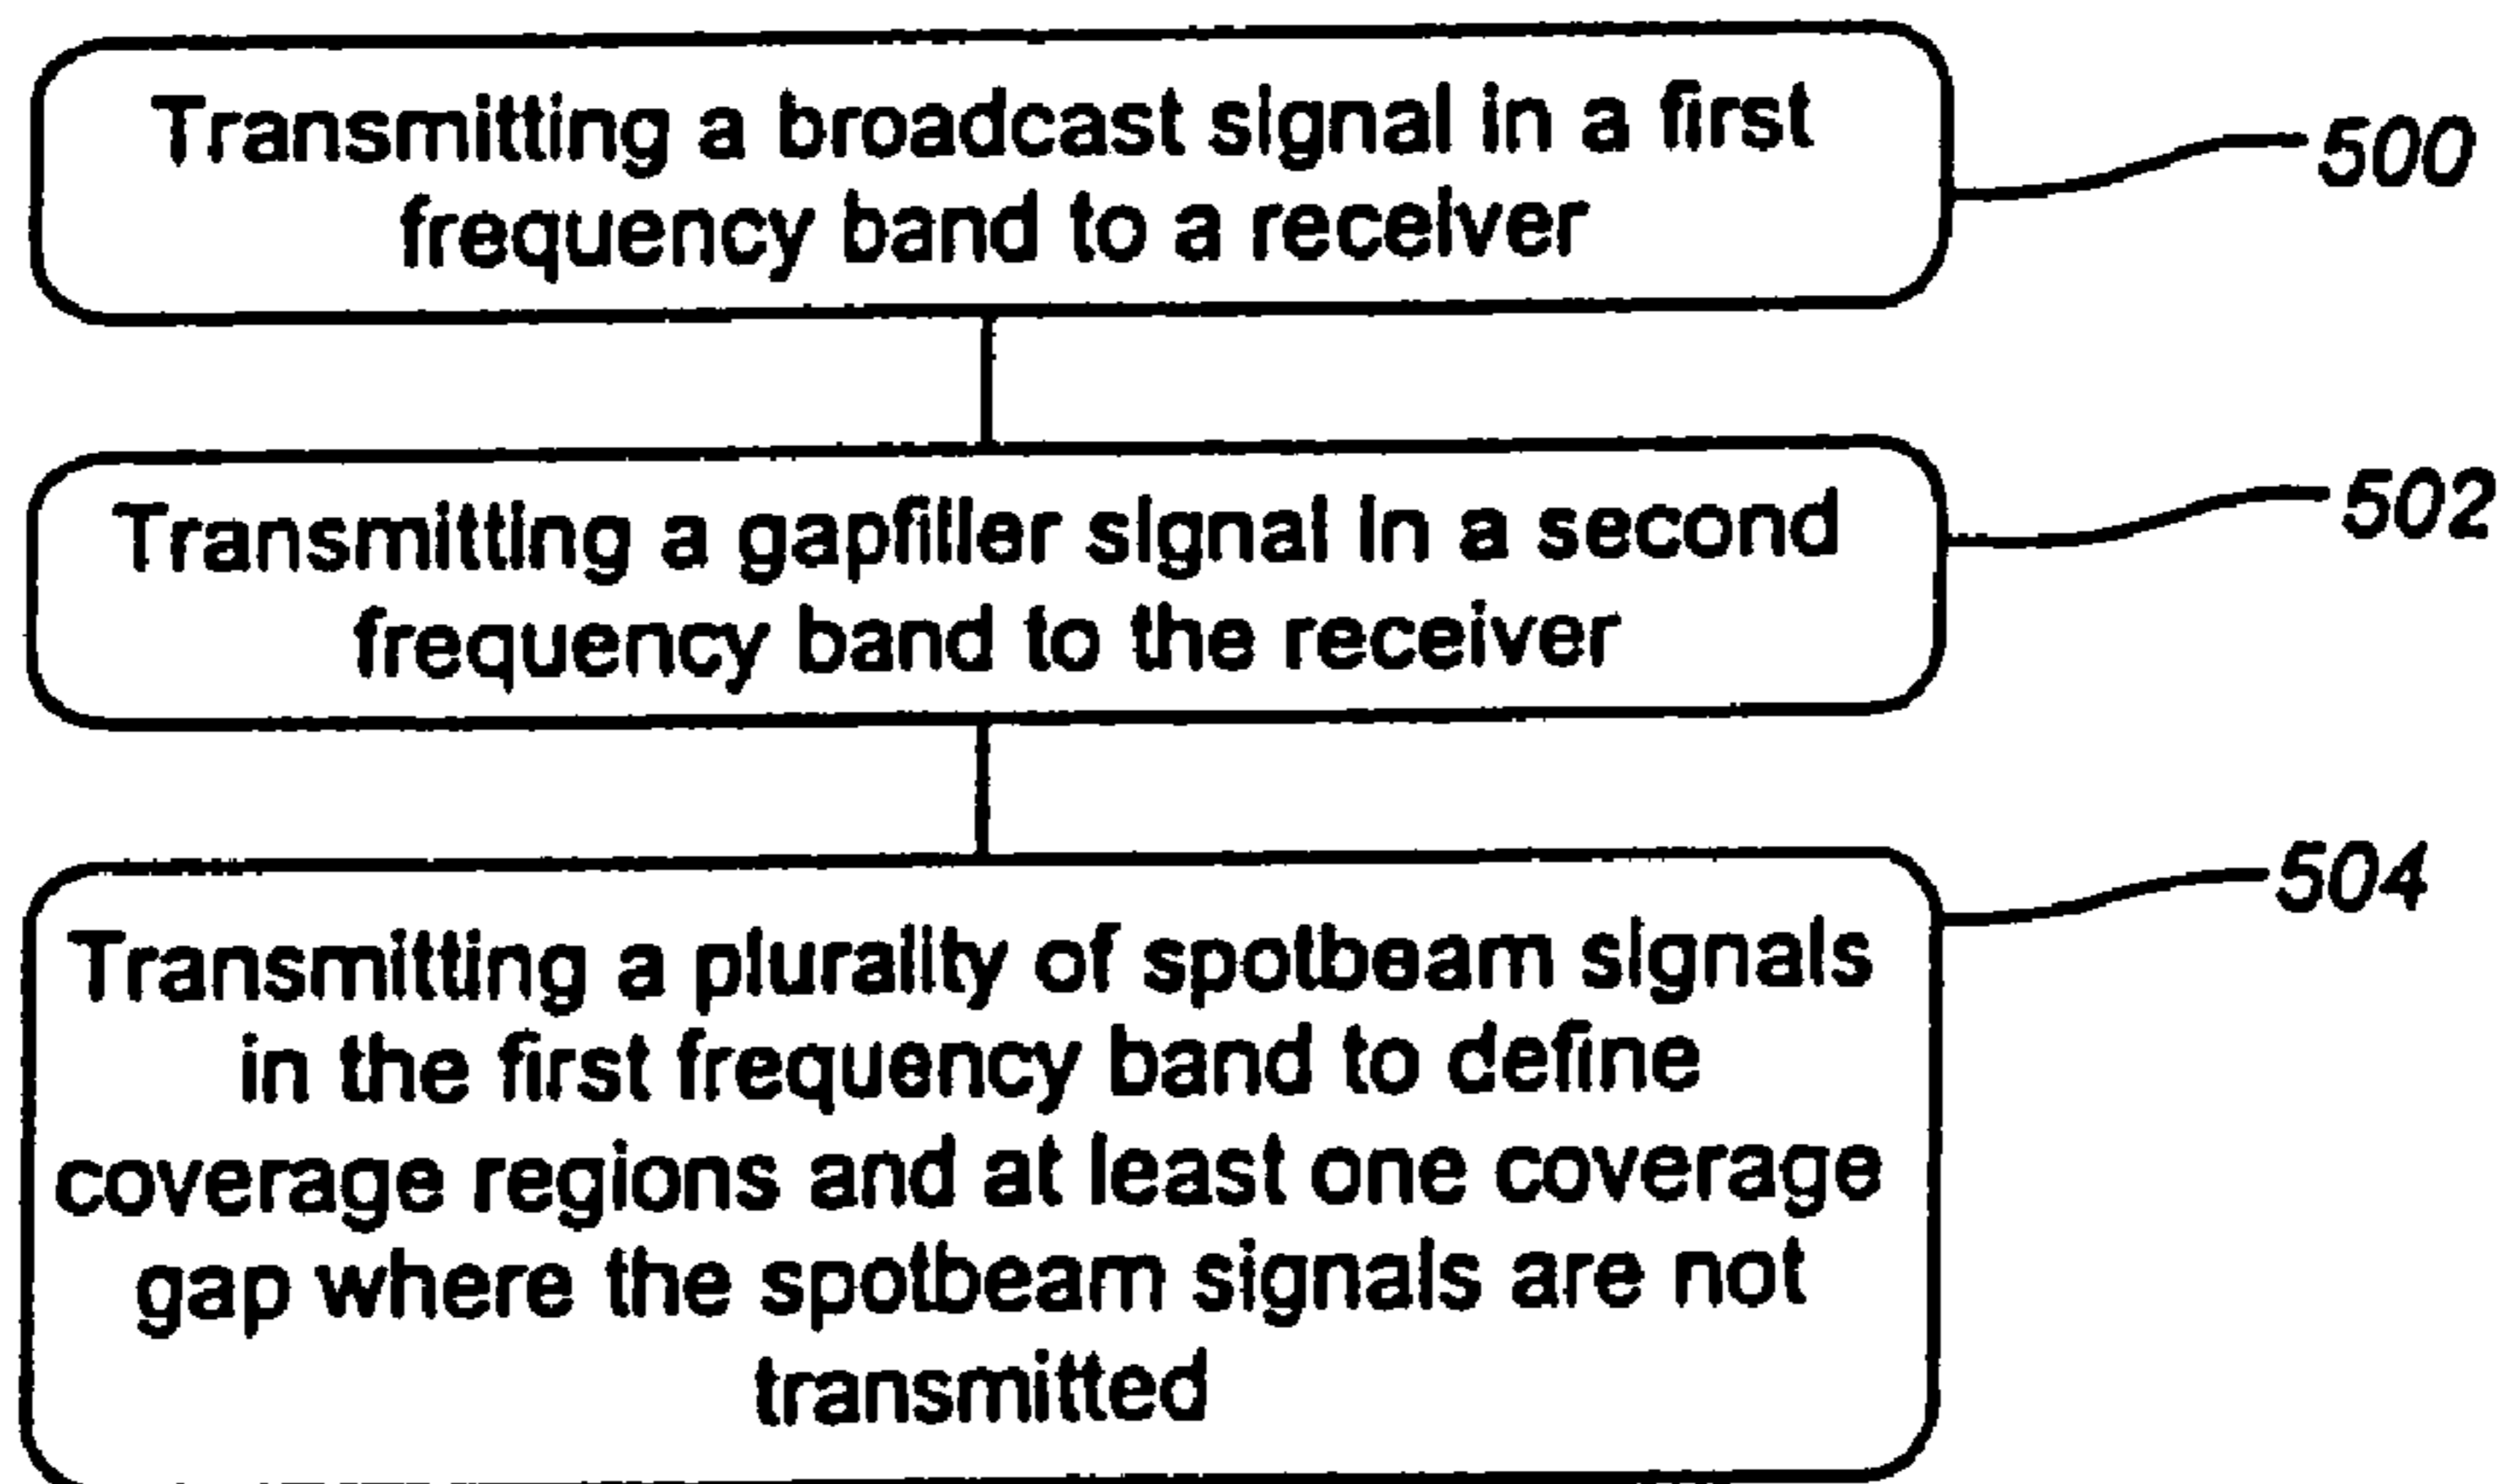 Transmitting a broadcast signal in a first
frequency band to a receiver
500
Transmitting a gapfiller signal in a second
frequency band to the receiver
502
504
Transmitting a plurality of spotbeam signals
in the first frequency band to define
coverage regions and at least one coverage
gap where the spotbeam signals are not
transmitted